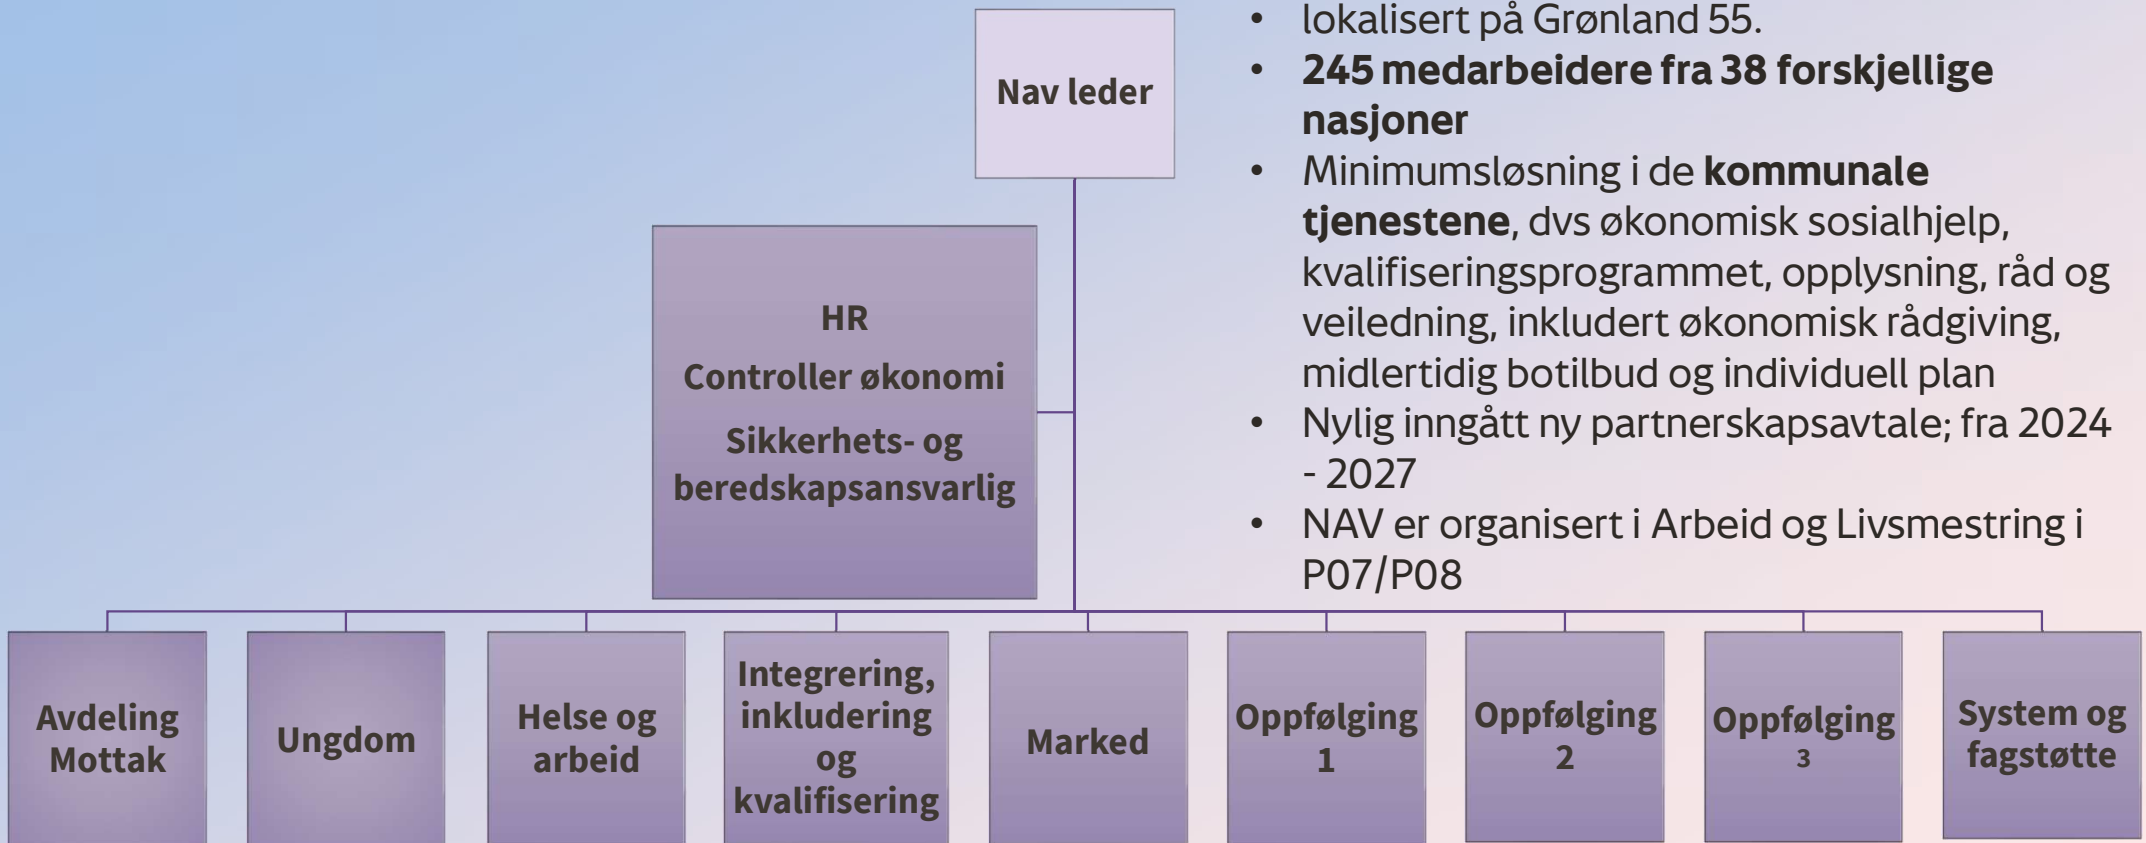 Nav leder
• lokalisert på Grønland 55.
• 245 medarbeidere fra 38 forskjellige
nasjoner
• Minimumsløsning i de kommunale
tjenestene, dvs økonomisk sosialhjelp,
kvalifiseringsprogrammet, opplysning, råd og
veiledning, inkludert økonomisk rådgiving,
midlertidig botilbud og individuell plan
• Nylig inngått ny partnerskapsavtale; fra 2024
- 2027
• NAV er organisert i Arbeid og Livsmestring i
P07/P08
HR
Controller økonomi
Sikkerhets- og
beredskapsansvarlig
Avdeling
Mottak
Ungdom
Helse og
arbeid
Integrering,
inkludering
og
kvalifisering
Marked
Oppfølging
1
Oppfølging
2
Oppfølging
3
System og
fagstøtte